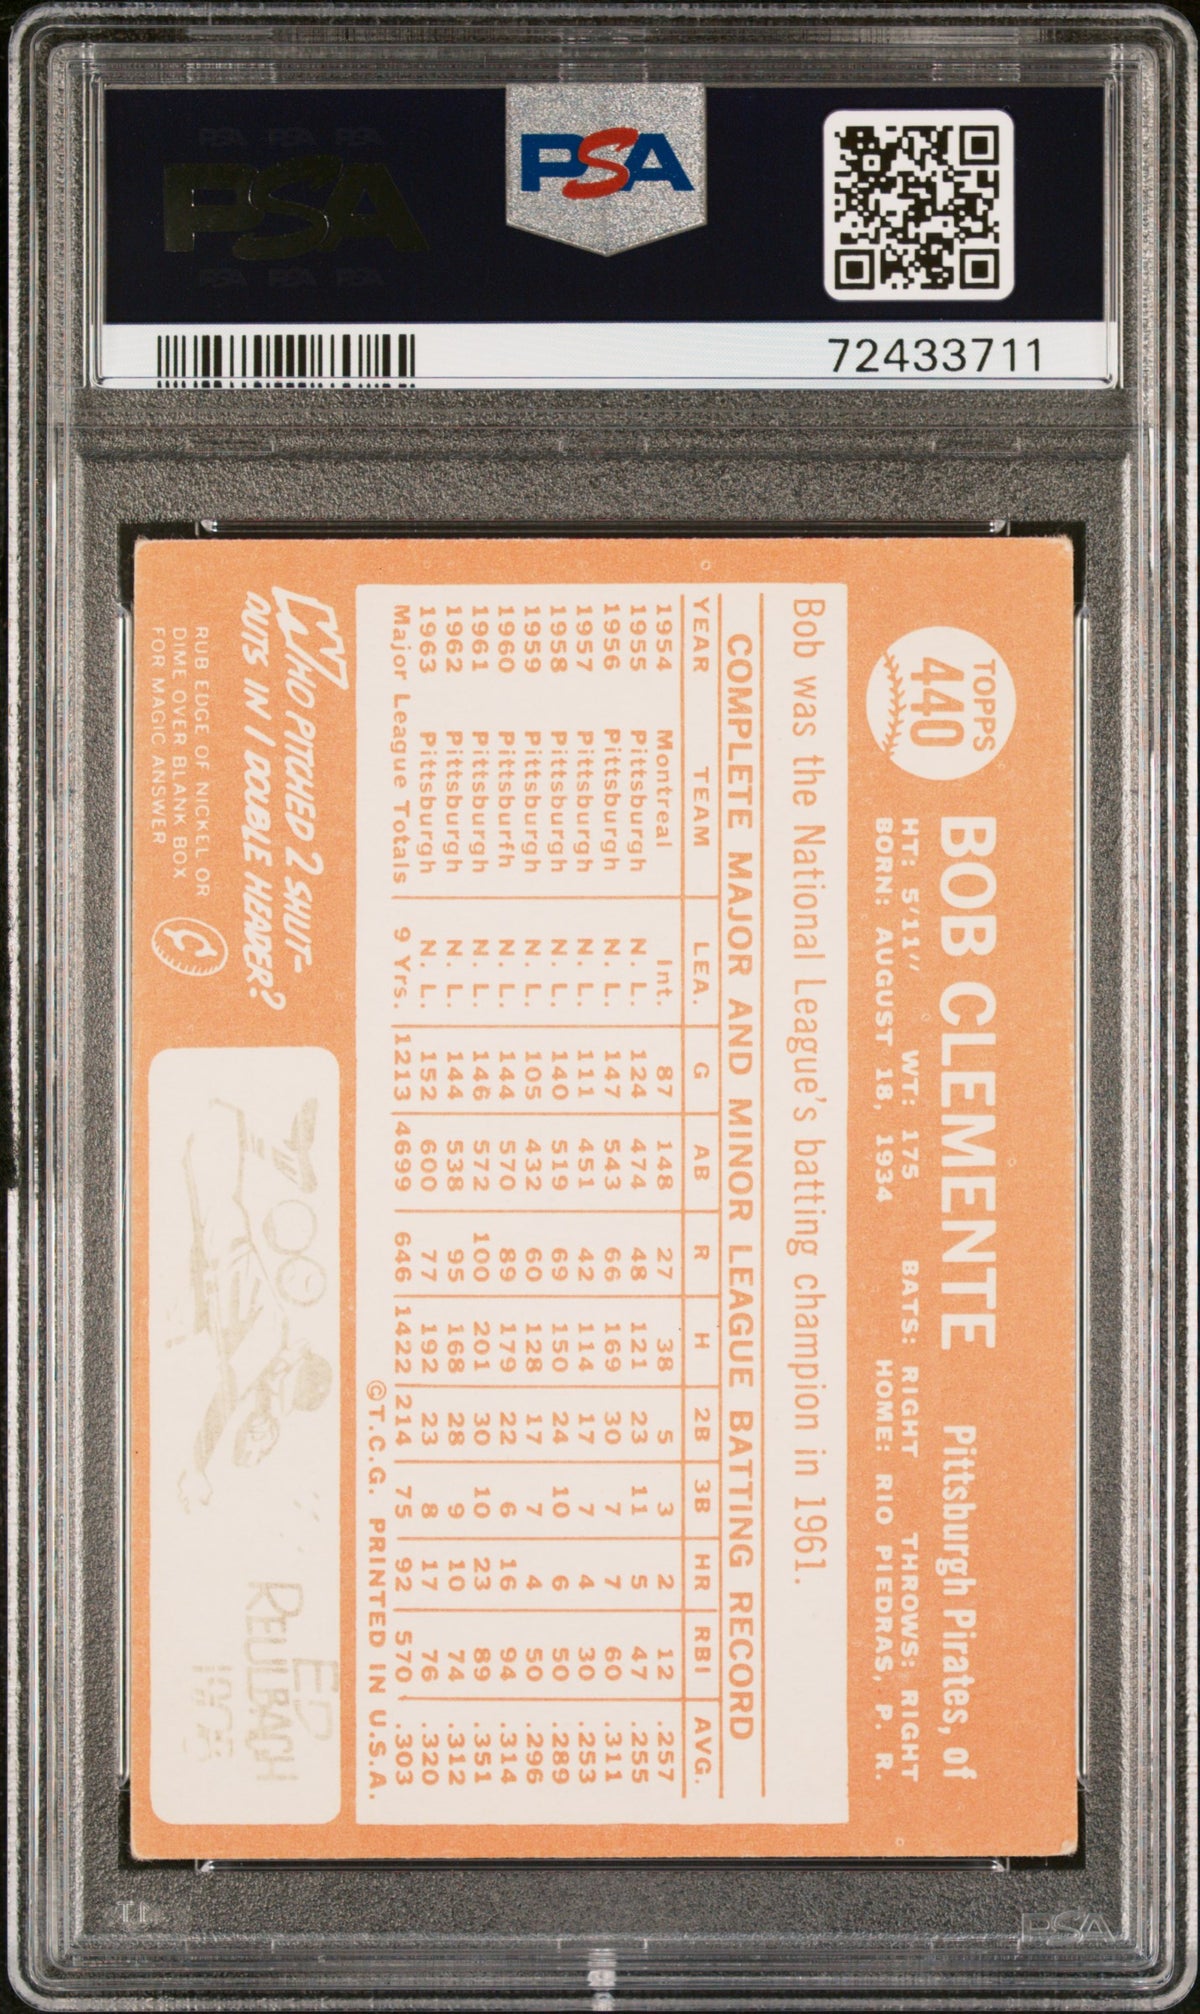 PSA PSA PSA
PSA
PSA PSA PSA
PSA
72433711
TOPPS
440
BOB CLEMENTE Pittsburgh Pirates, of
HT: 5'11" WT: 175 BATS: RIGHT THROWS: RIGHT
BORN: AUGUST 18, 1934 HOME: RIO PIEDRAS, P. R.
Bob was the National League's batting champion in 1961.
COMPLETE MAJOR AND MINOR LEAGUE BATTING RECORD
YEAR TEAM LEA. G AB R H 2B 3B HR RBI AVG.
1954 Montreal Int. 87 148 27 38 5 3 2 12 .257
1955 Pittsburgh N. L. 124 474 48 121 23 11 5 47 .255
1956 Pittsburgh N. L. 147 543 66 169 30 7 7 60 .311
1957 Pittsburgh N. L. 111 451 42 114 17 7 4 30 .253
1958 Pittsburgh N. L. 140 519 69 150 24 10 6 50 .289
1959 Pittsburgh N. L. 105 432 60 128 17 7 4 50 .296
1960 Pittsburfh N. L. 144 570 89 179 22 6 16 94 .314
1961 Pittsburgh N. L. 146 572 100 201 30 10 23 89 .351
1962 Pittsburgh N. L. 144 538 95 168 28 9 10 74 .312
1963 Pittsburgh N. L. 152 600 77 192 23 8 17 76 .320
Major League Totals 9 Yrs. 1213 4699 646 1422 214 75 92 570 .303
©T.C.G. PRINTED IN U.S.A.
WHO PITCHED 2 SHUT-
OUTS IN 1 DOUBLE HEADER?
RUB EDGE OF NICKEL OR
DIME OVER BLANK BOX
FOR MAGIC ANSWER
ED
REULBACH
PSA